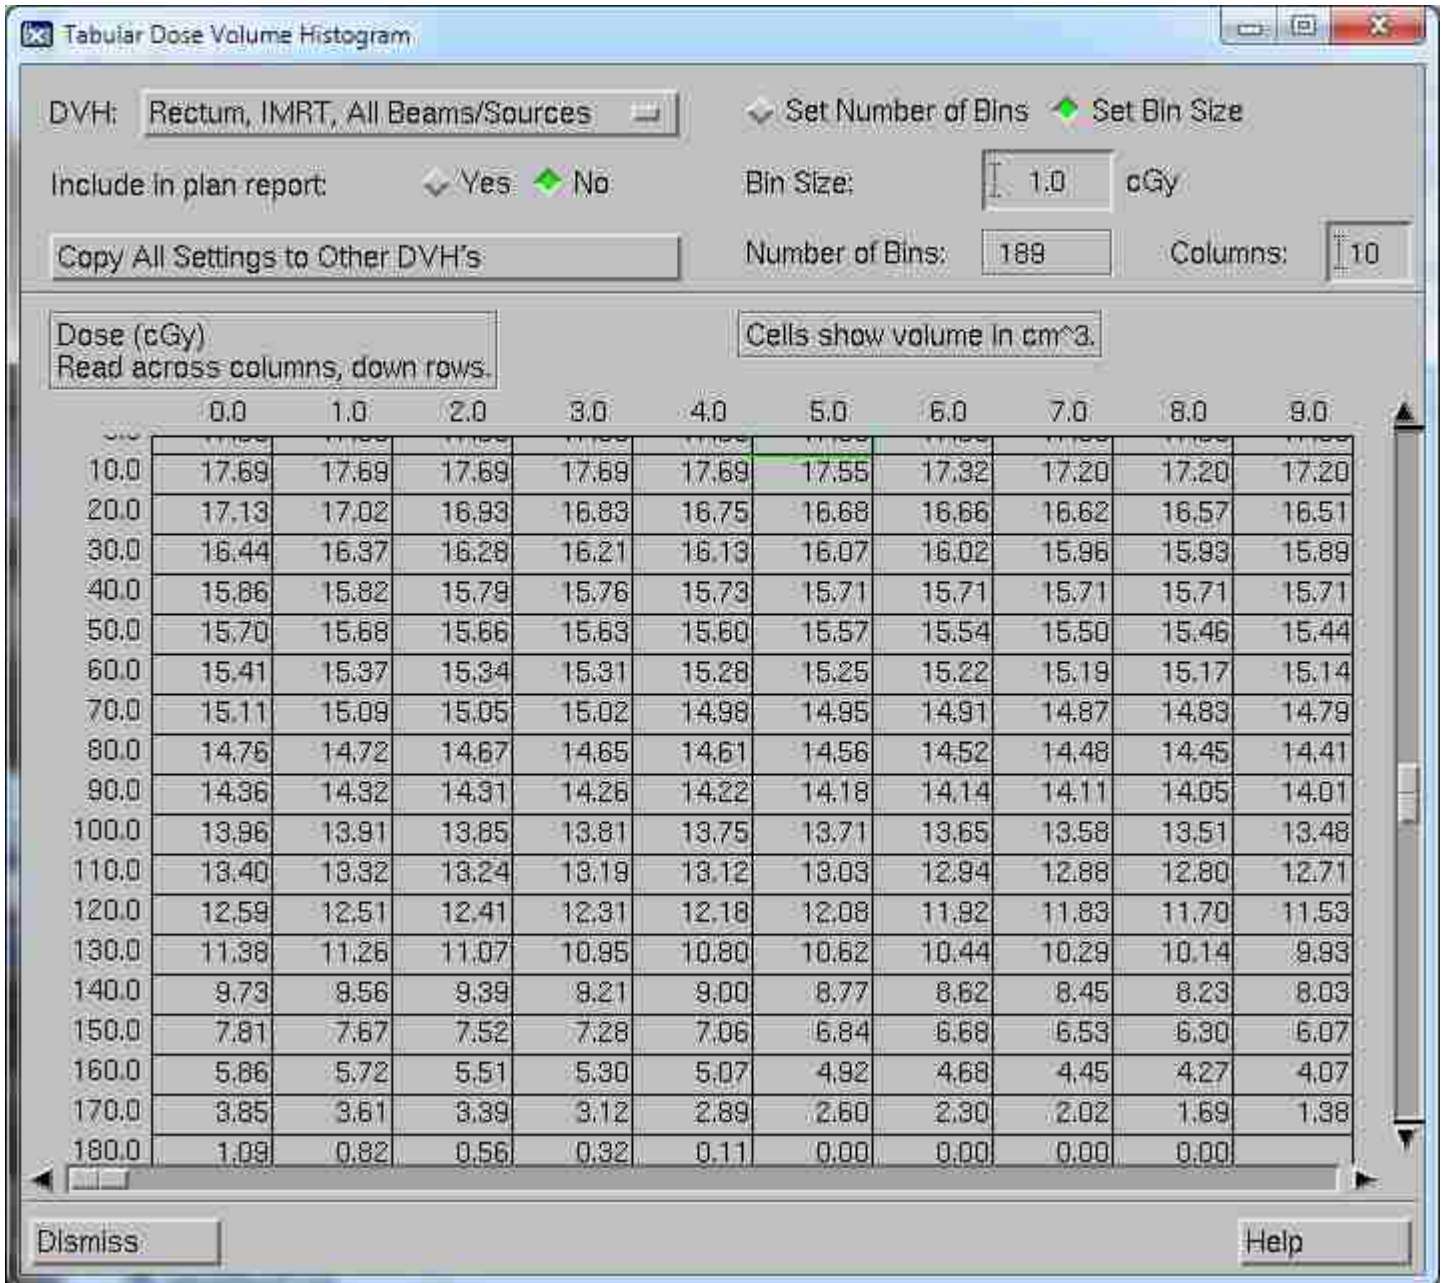 Tabular Dose Volume Histogram
DVH: Rectum, IMRT, All Beams/Sources Set Number of Bins Set Bin Size
Include in plan report: Yes No Bin Size: 1.0 cGy
Copy All Settings to Other DVH's Number of Bins: 189 Columns: 10
Dose (cGy) Cells show volume in cm^3.
Read across columns, down rows.
0.0 1.0 2.0 3.0 4.0 5.0 6.0 7.0 8.0 9.0
10.0 17.69 17.69 17.69 17.69 17.69 17.55 17.32 17.20 17.20 17.20
20.0 17.13 17.02 16.93 16.83 16.75 16.68 16.66 16.62 16.57 16.51
30.0 16.44 16.37 16.28 16.21 16.13 16.07 16.02 15.96 15.93 15.89
40.0 15.86 15.82 15.79 15.76 15.73 15.71 15.71 15.71 15.71 15.71
50.0 15.70 15.68 15.66 15.63 15.60 15.57 15.54 15.50 15.46 15.44
60.0 15.41 15.37 15.34 15.31 15.28 15.25 15.22 15.19 15.17 15.14
70.0 15.11 15.09 15.05 15.02 14.98 14.95 14.91 14.87 14.83 14.79
80.0 14.76 14.72 14.67 14.65 14.61 14.56 14.52 14.48 14.45 14.41
90.0 14.36 14.32 14.31 14.26 14.22 14.18 14.14 14.11 14.05 14.01
100.0 13.96 13.91 13.85 13.81 13.75 13.71 13.65 13.58 13.51 13.48
110.0 13.40 13.32 13.24 13.19 13.12 13.03 12.94 12.88 12.80 12.71
120.0 12.59 12.51 12.41 12.31 12.18 12.08 11.92 11.83 11.70 11.53
130.0 11.38 11.26 11.07 10.95 10.80 10.62 10.44 10.29 10.14 9.93
140.0 9.73 9.56 9.39 9.21 9.00 8.77 8.62 8.45 8.23 8.03
150.0 7.81 7.67 7.52 7.28 7.06 6.84 6.68 6.53 6.30 6.07
160.0 5.86 5.72 5.51 5.30 5.07 4.92 4.68 4.45 4.27 4.07
170.0 3.85 3.61 3.39 3.12 2.89 2.60 2.30 2.02 1.69 1.38
180.0 1.09 0.82 0.56 0.32 0.11 0.00 0.00 0.00 0.00
Dismiss Help